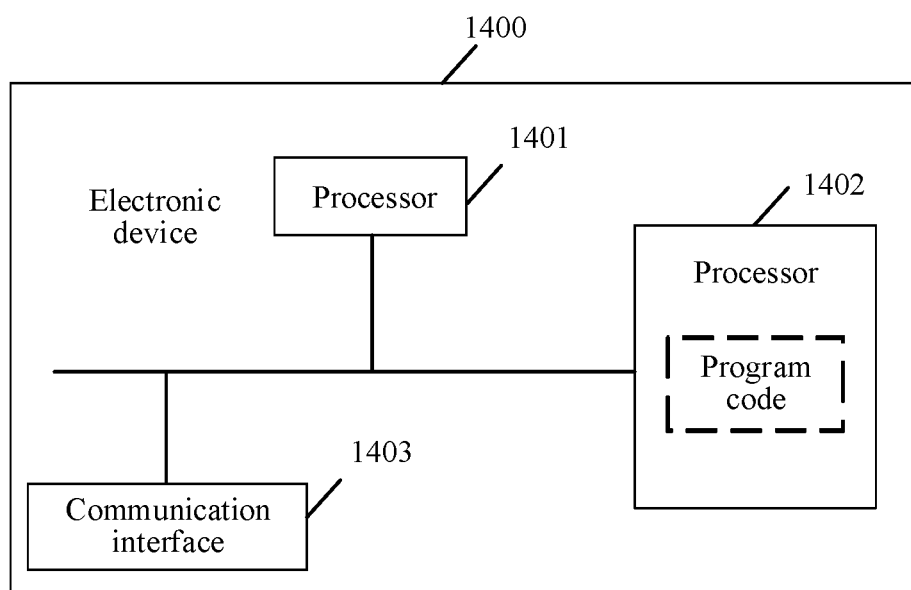 1400
1401
Processor
Electronic
device
1402
Processor
Program
code
1403
Communication
interface